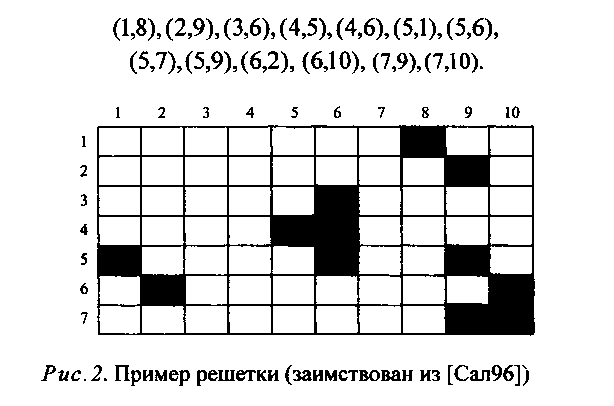 (1,8), (2,9), (3,6), (4,5), (4,6), (5,1), (5,6),
(5,7), (5,9), (6,2), (6,10), (7,9), (7,10).
1 2 3 4 5 6 7 8 9 10
1
2
3
4
5
6
7
Рис. 2. Пример решетки (заимствован из [Сал96])